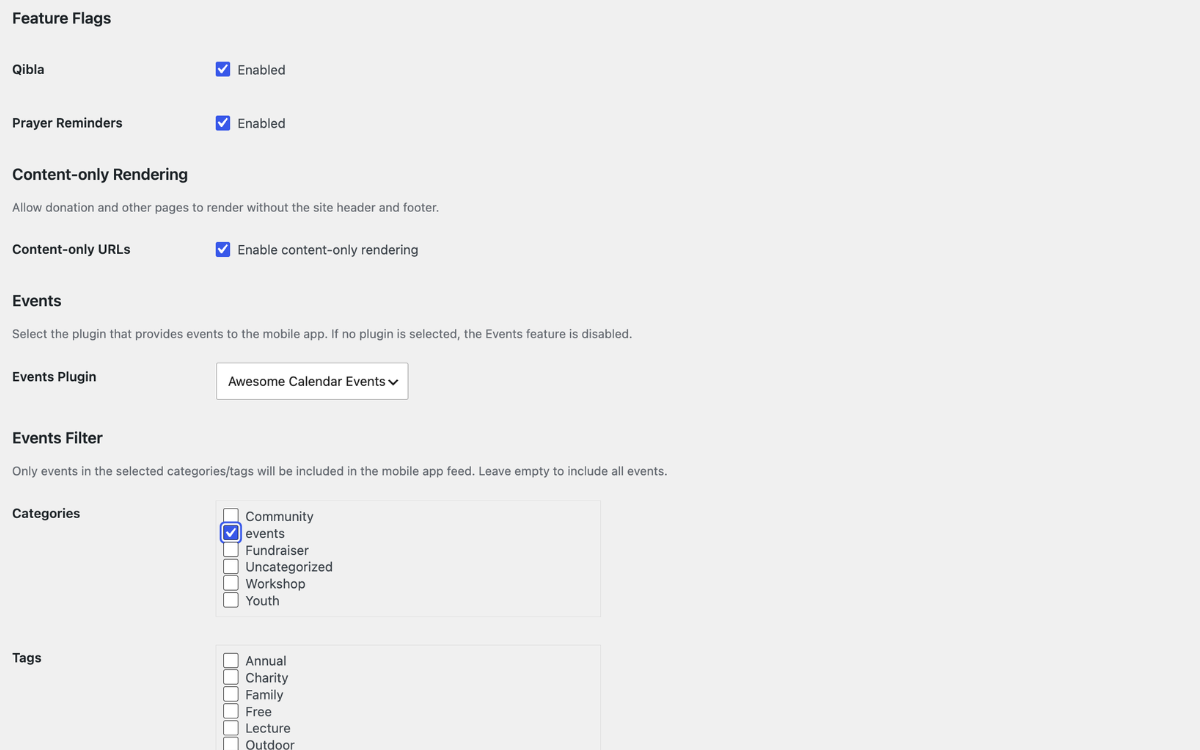 Feature Flags
Qibla
Enabled
Prayer Reminders
Enabled
Content-only Rendering
Allow donation and other pages to render without the site header and footer.
Content-only URLs
Enable content-only rendering
Events
Select the plugin that provides events to the mobile app. If no plugin is selected, the Events feature is disabled.
Events Plugin
Awesome Calendar Events
Events Filter
Only events in the selected categories/tags will be included in the mobile app feed. Leave empty to include all events.
Categories
Community
events
Fundraiser
Uncategorized
Workshop
Youth
Tags
Annual
Charity
Family
Free
Lecture
Outdoor